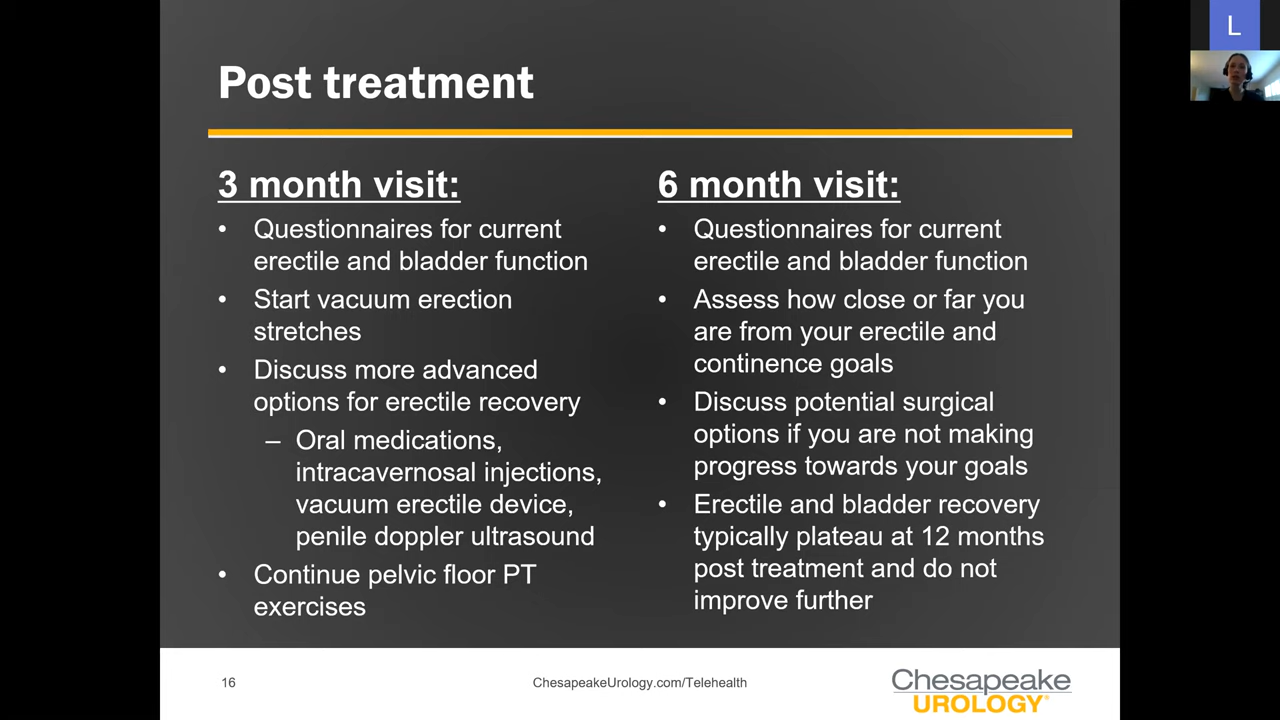 L
Post treatment
3 month visit:
• Questionnaires for current
erectile and bladder function
• Start vacuum erection
stretches
• Discuss more advanced
options for erectile recovery
– Oral medications,
intracavernosal injections,
vacuum erectile device,
penile doppler ultrasound
• Continue pelvic floor PT
exercises
6 month visit:
• Questionnaires for current
erectile and bladder function
• Assess how close or far you
are from your erectile and
continence goals
• Discuss potential surgical
options if you are not making
progress towards your goals
• Erectile and bladder recovery
typically plateau at 12 months
post treatment and do not
improve further
16
ChesapeakeUrology.com/Telehealth
Chesapeake
UROLOGY®